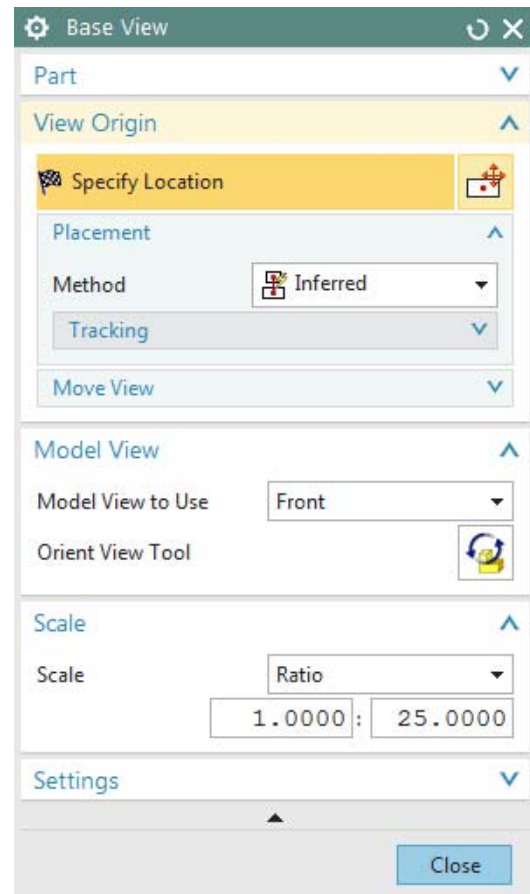 Base View
Part
View Origin
Specify Location
Placement
Method Inferred
Tracking
Move View
Model View
Model View to Use Front
Orient View Tool
Scale
Scale Ratio
1.0000 : 25.0000
Settings
Close